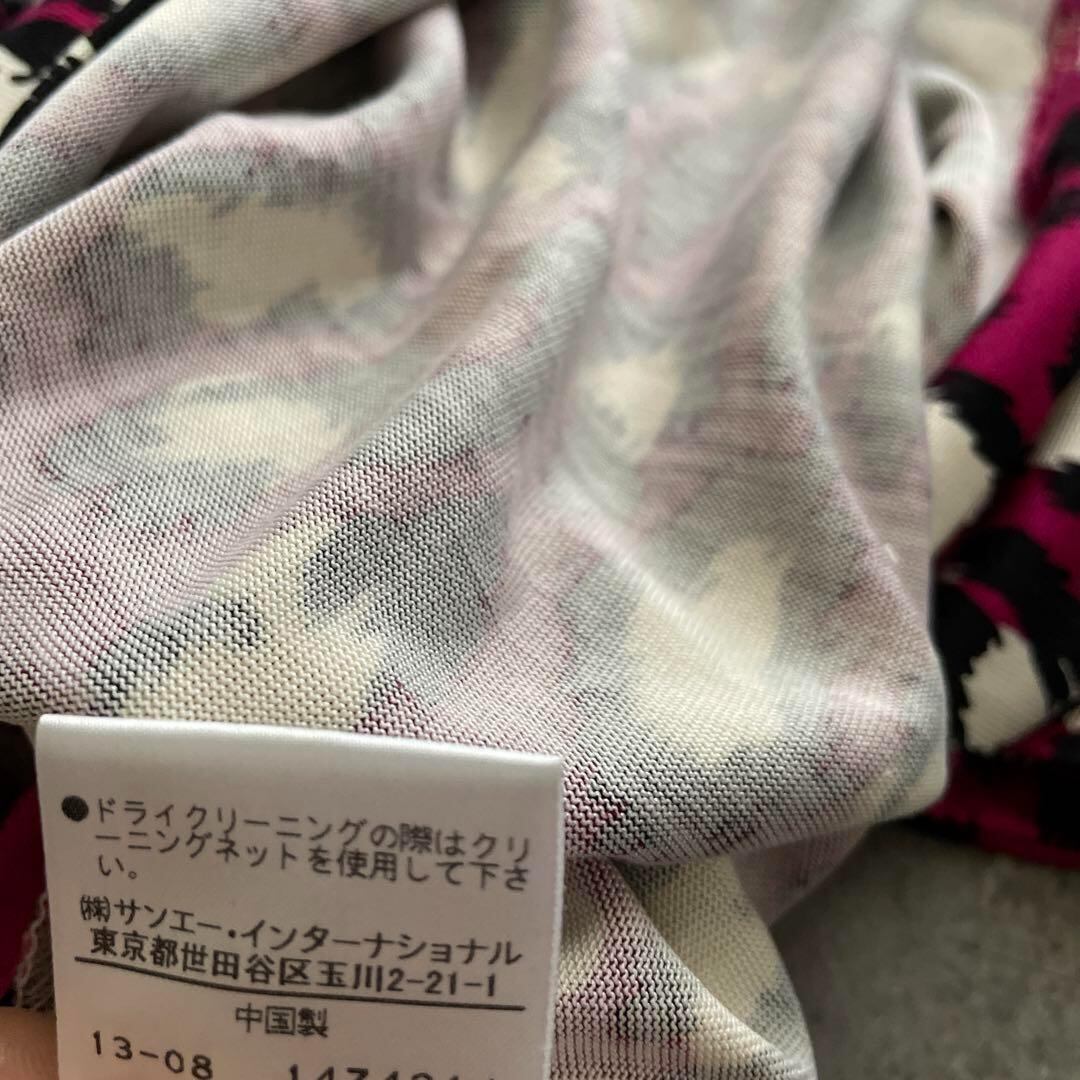 ●ドライクリーニングの際はクリ
ーニングネットを使用して下さ
い。
㈱サンエー・インターナショナル
東京都世田谷区玉川2-21-1
中国製
13-08